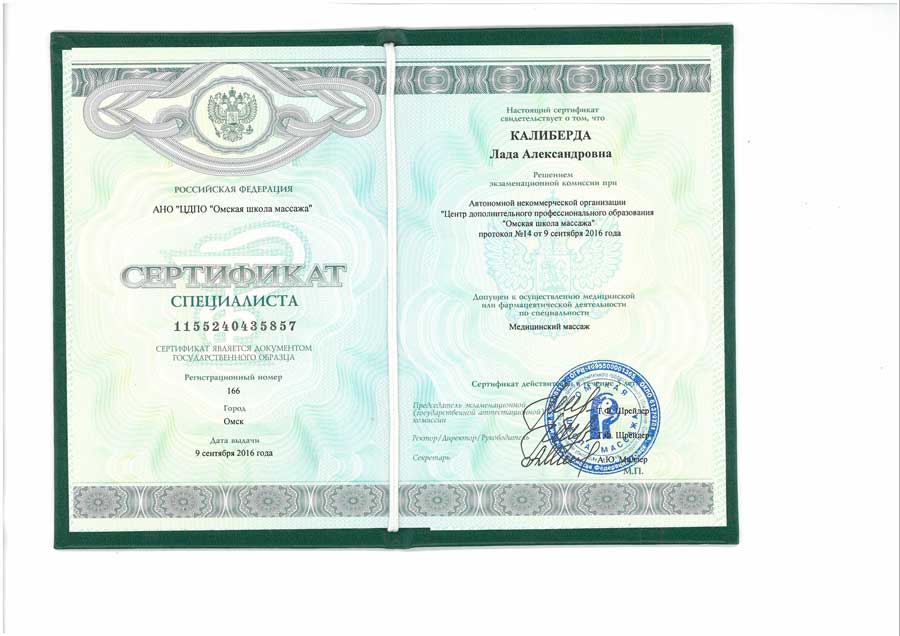 РОССИЙСКАЯ ФЕДЕРАЦИЯ
АНО "ЦДПО "Омская школа массажа"
СЕРТИФИКАТ
СПЕЦИАЛИСТА
1155240435857
СЕРТИФИКАТ ЯВЛЯЕТСЯ ДОКУМЕНТОМ
ГОСУДАРСТВЕННОГО ОБРАЗЦА
Регистрационный номер
166
Город
Омск
Дата выдачи
9 сентября 2016 года
Настоящий сертификат
свидетельствует о том, что
КАЛИБЕРДА
Лада Александровна
Решением
экзаменационной комиссии при
Автономной некоммерческой организации
"Центр дополнительного профессионального образования
"Омская школа массажа"
протокол №14 от 9 сентября 2016 года
Допущен к осуществлению медицинской
или фармацевтической деятельности
по специальности
Медицинский массаж
Сертификат действителен в течение 5 лет
Председатель экзаменационной
(государственной аттестационной)
комиссии
Т.Ф. Шрейдер
Ректор/Директор/Руководитель
Т.Ф. Шрейдер
Секретарь
А.Ю. Миллер
М.П.